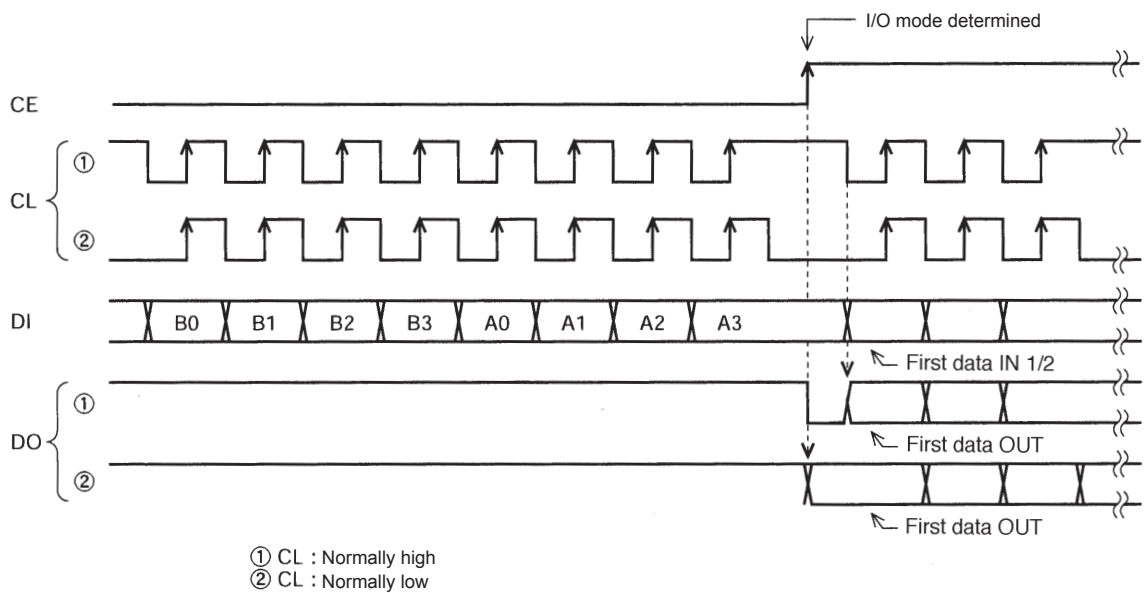 I/O mode determined
CE
CL
①
②
DI
B0 B1 B2 B3 A0 A1 A2 A3
First data IN 1/2
DO
①
First data OUT
②
First data OUT
① CL : Normally high
② CL : Normally low